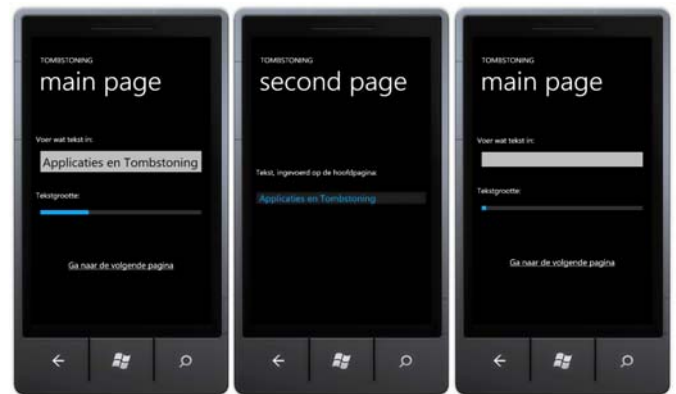 TOMBSTONING
main page
Voer wat tekst in:
Applicaties en Tombstoning
Tekstgrootte:
Ga naar de volgende pagina
TOMBSTONING
second page
Tekst, ingevoerd op de hoofdpagina:
Applicaties en Tombstoning
TOMBSTONING
main page
Voer wat tekst in:
Tekstgrootte:
Ga naar de volgende pagina